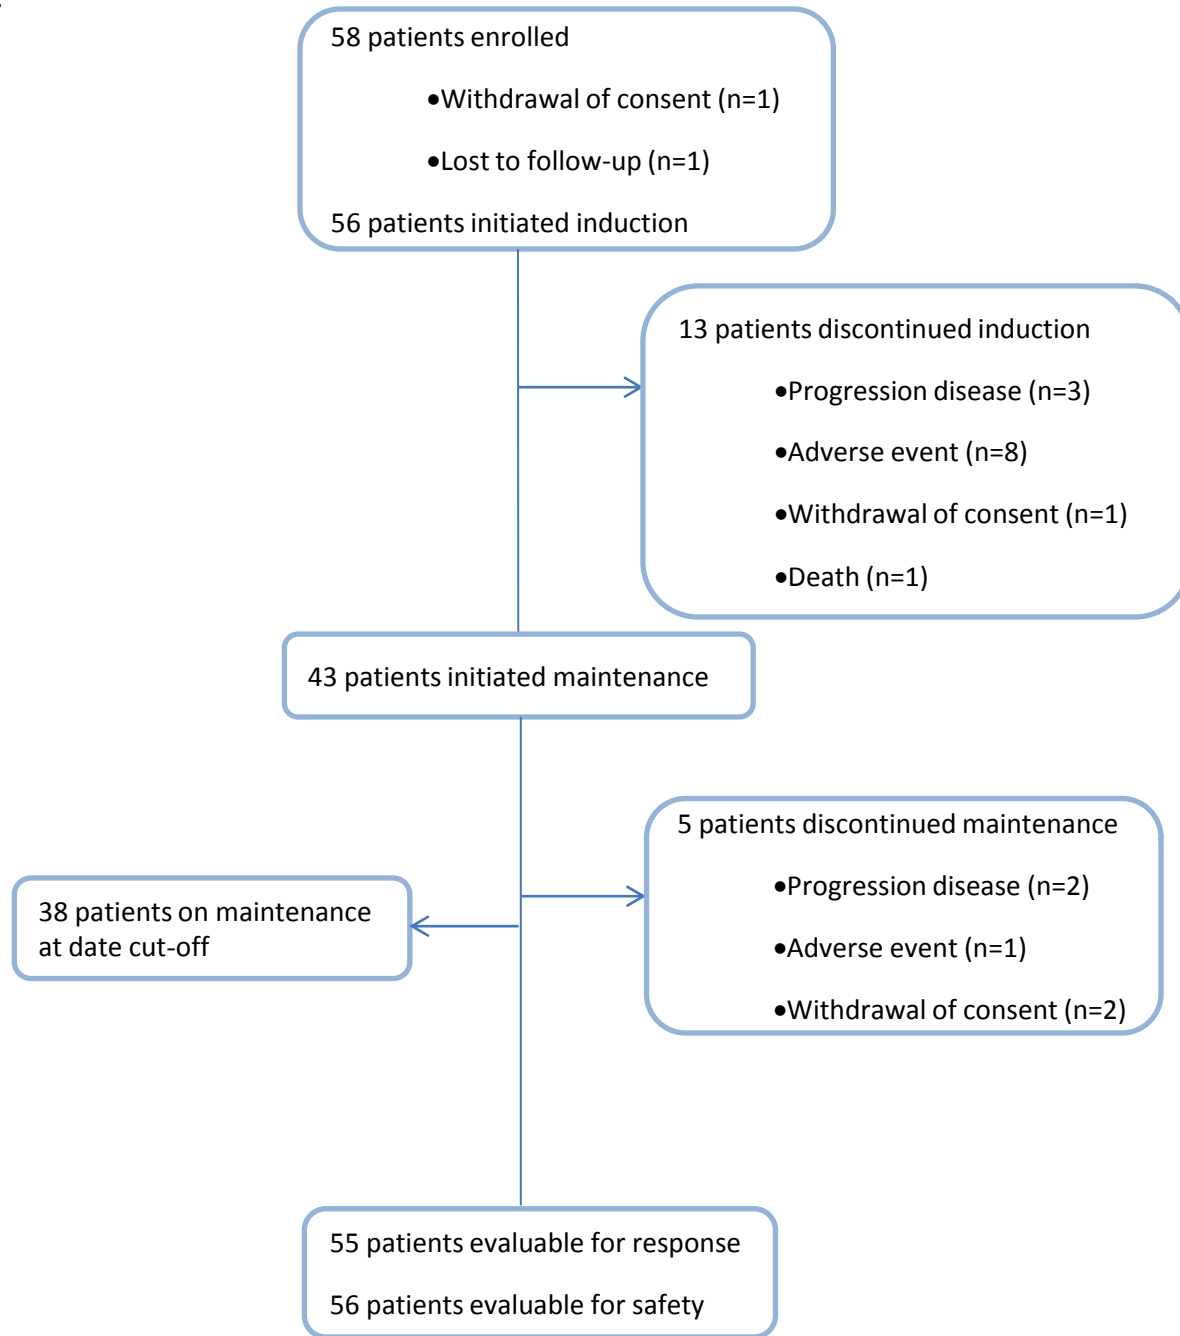 58 patients enrolled
•Withdrawal of consent (n=1)
•Lost to follow-up (n=1)
56 patients initiated induction
13 patients discontinued induction
•Progression disease (n=3)
•Adverse event (n=8)
•Withdrawal of consent (n=1)
•Death (n=1)
43 patients initiated maintenance
5 patients discontinued maintenance
•Progression disease (n=2)
•Adverse event (n=1)
•Withdrawal of consent (n=2)
38 patients on maintenance
at date cut-off
55 patients evaluable for response
56 patients evaluable for safety